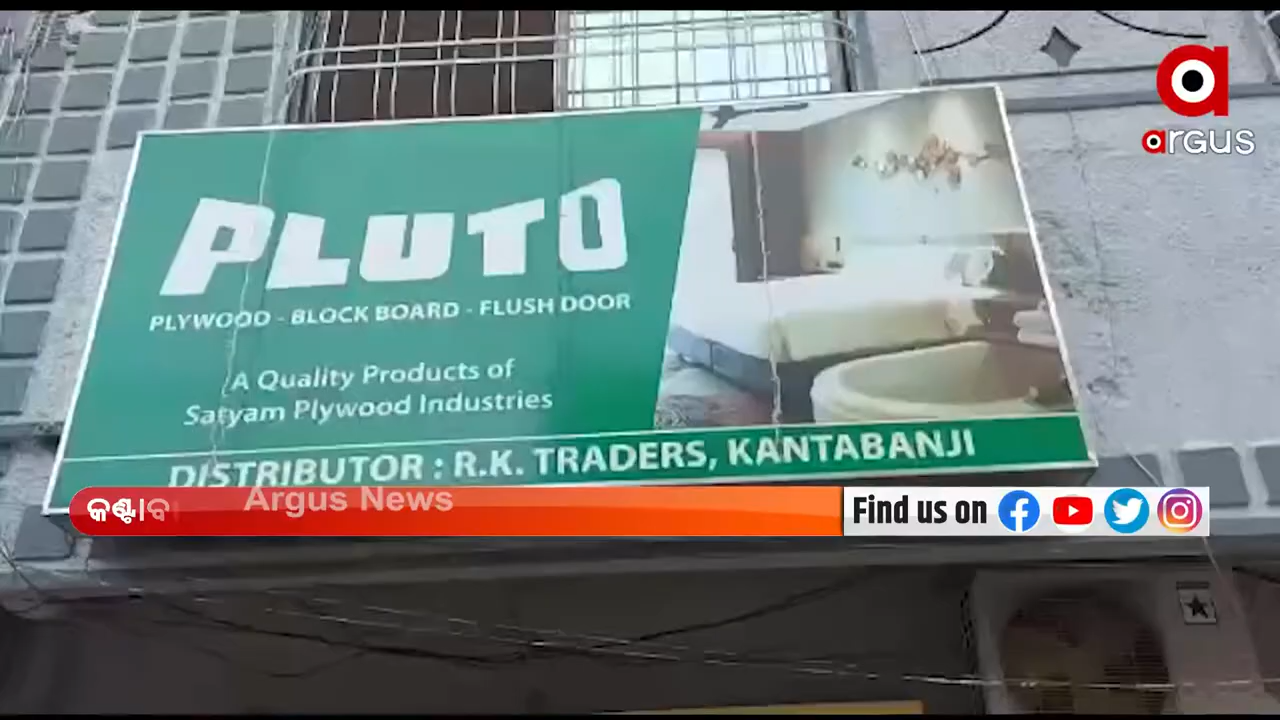 argus
PLUTO
PLYWOOD - BLOCK BOARD - FLUSH DOOR
A Quality Products of
Satyam Plywood Industries
DISTRIBUTOR : R.K. TRADERS, KANTABANJI
Argus News
କଣ୍ଟାବା
Find us on